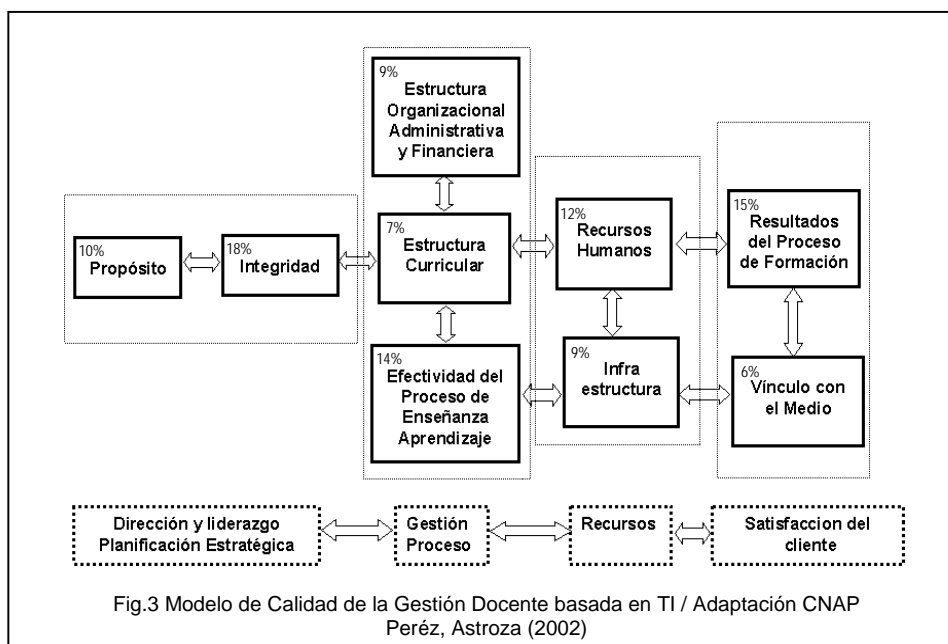 9%
Estructura
Organizacional
Administrativa
y Financiera
10%
Propósito
18%
Integridad
7%
Estructura
Curricular
12%
Recursos
Humanos
15%
Resultados
del Proceso
de Formación
14%
Efectividad del
Proceso de
Enseñanza
Aprendizaje
9%
Infra
estructura
6%
Vínculo con
el Medio
Dirección y liderazgo
Planificación Estratégica
Gestión
Proceso
Recursos
Satisfaccion del
cliente
Fig.3 Modelo de Calidad de la Gestión Docente basada en TI / Adaptación CNAP
Peréz, Astroza (2002)